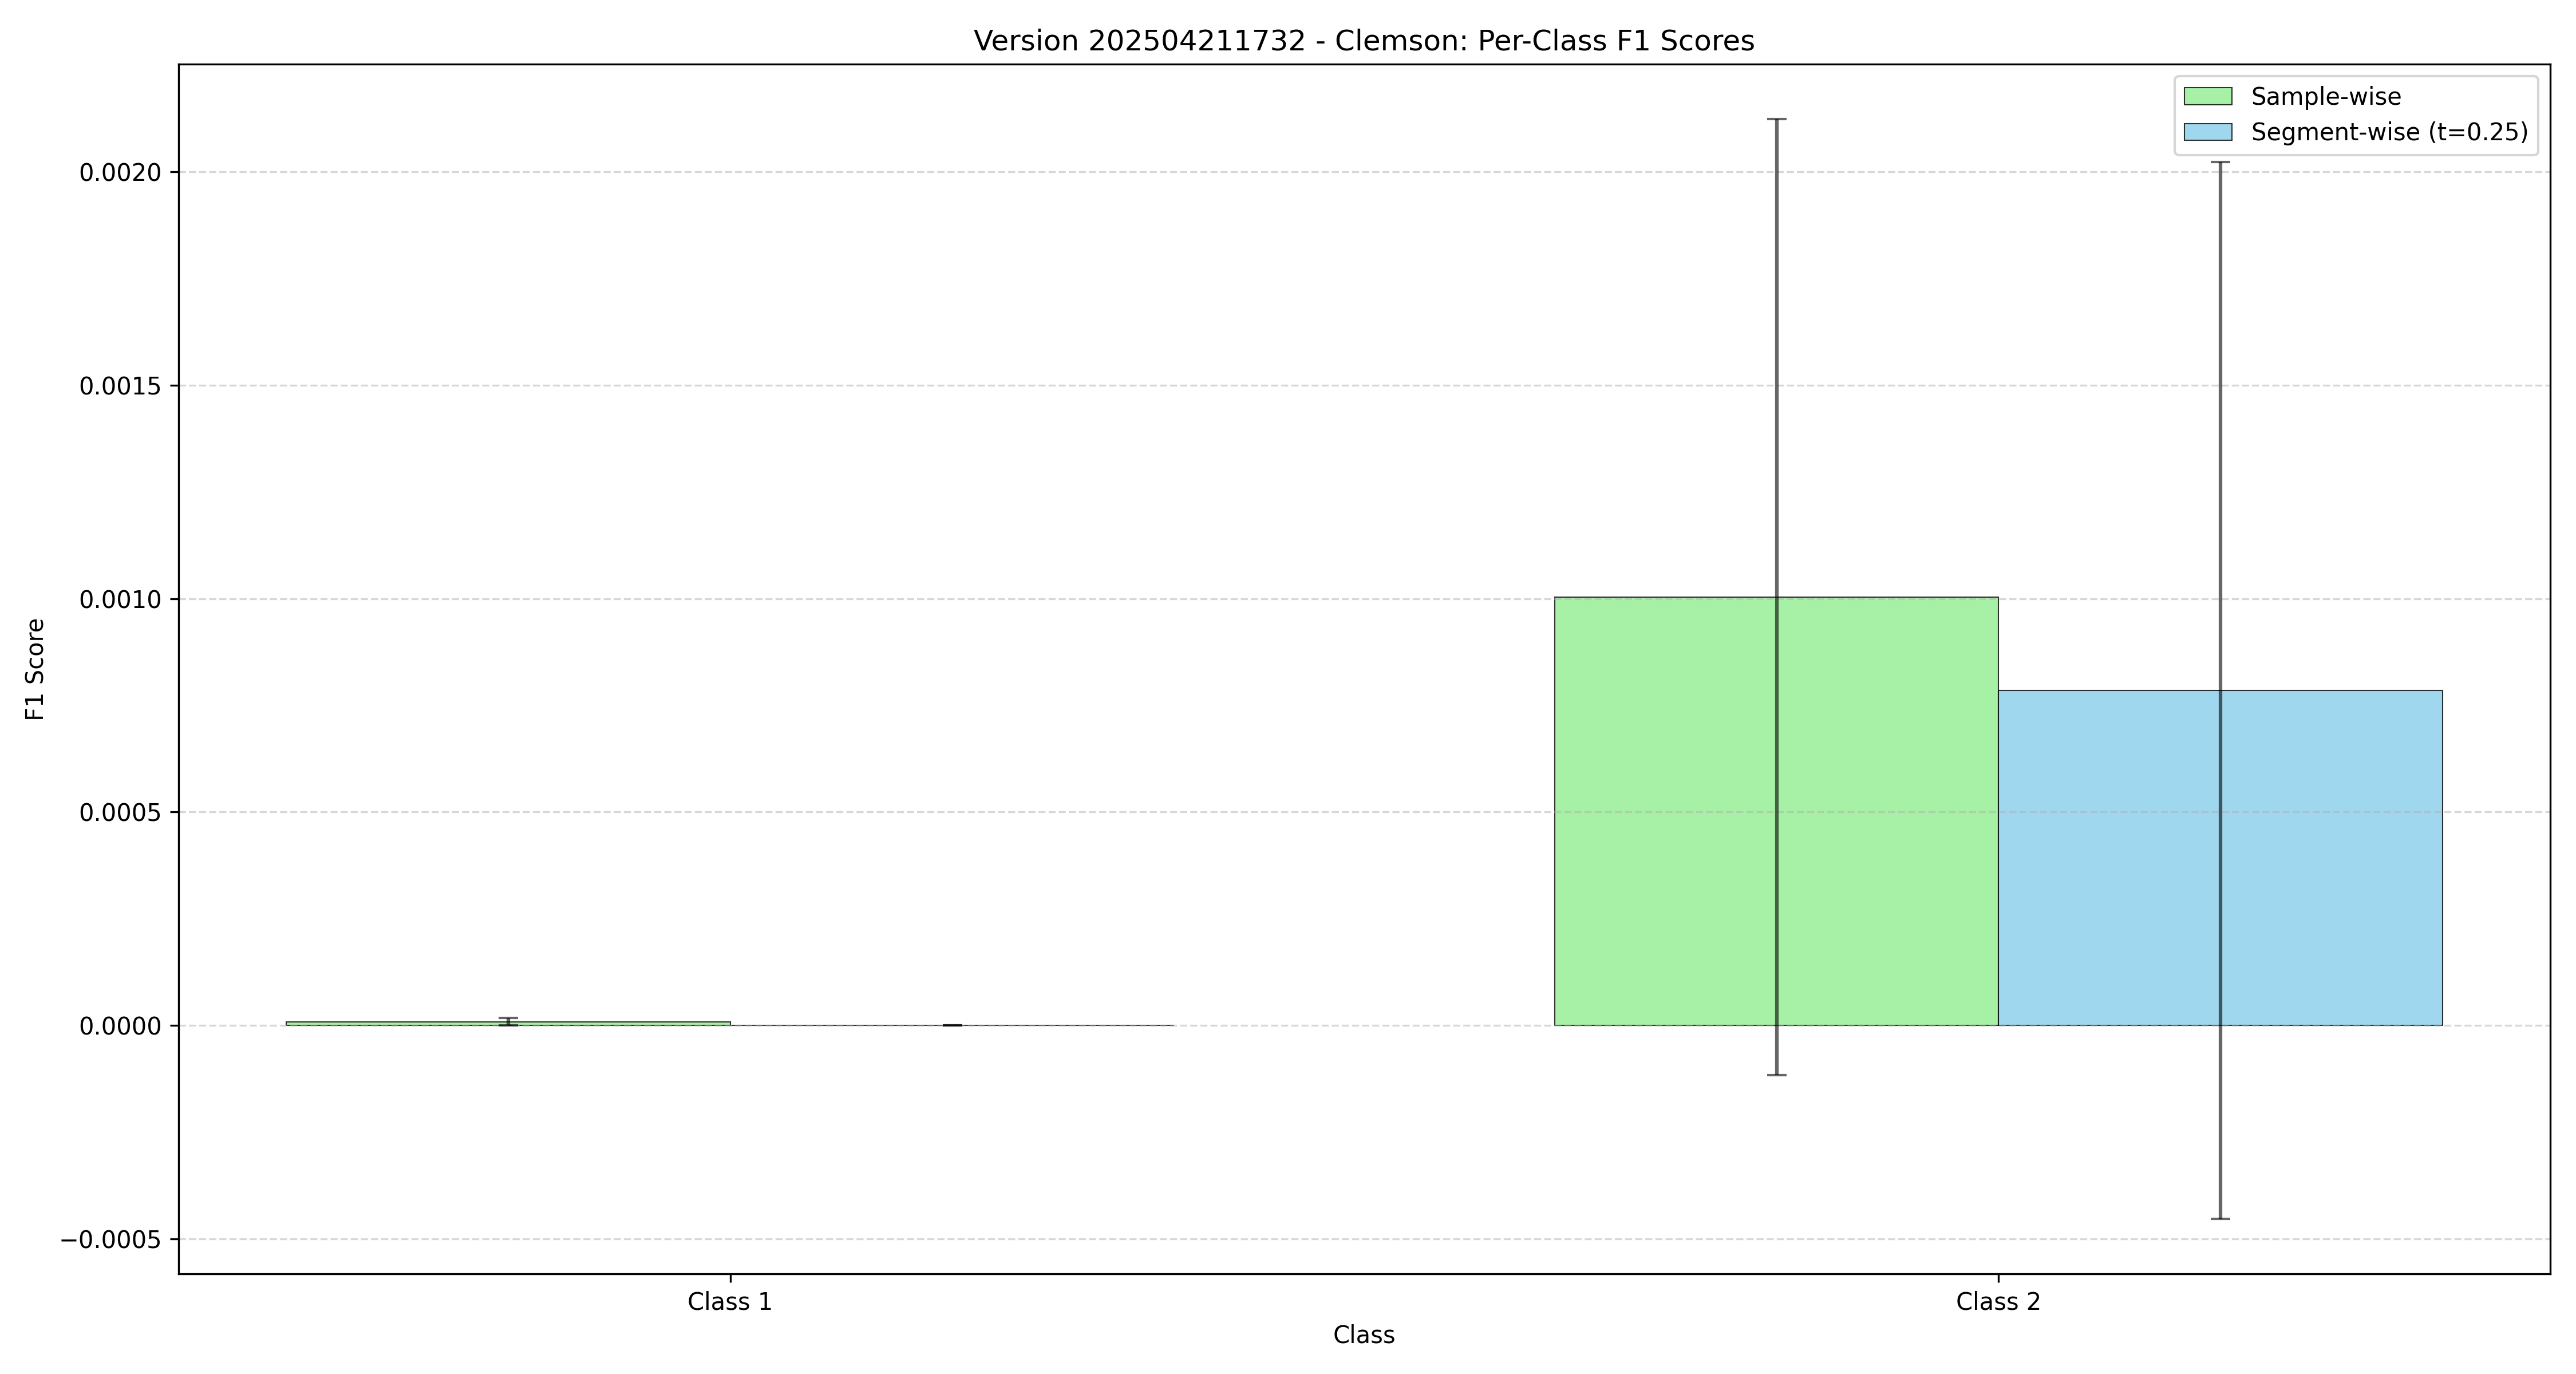 Version 202504211732 - Clemson: Per-Class F1 Scores
Sample-wise
Segment-wise (t=0.25)
0.0020
0.0015
0.0010
0.0005
0.0000
−0.0005
F1 Score
Class 1
Class 2
Class